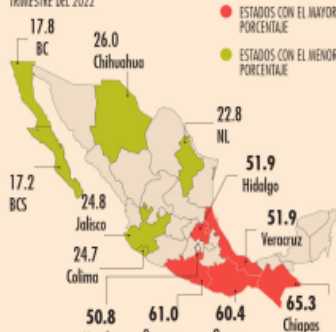 TRIMESTRE DEL 2022
ESTADOS CON EL MAYOR
PORCENTAJE
ESTADOS CON EL MENOR
PORCENTAJE
17.8
BC
26.0
Chihuahua
22.8
NL
51.9
Hidalgo
17.2
BCS
24.8
Jalisco
51.9
Veracruz
24.7
Colima
50.8
61.0
60.4
65.3
Chiapas